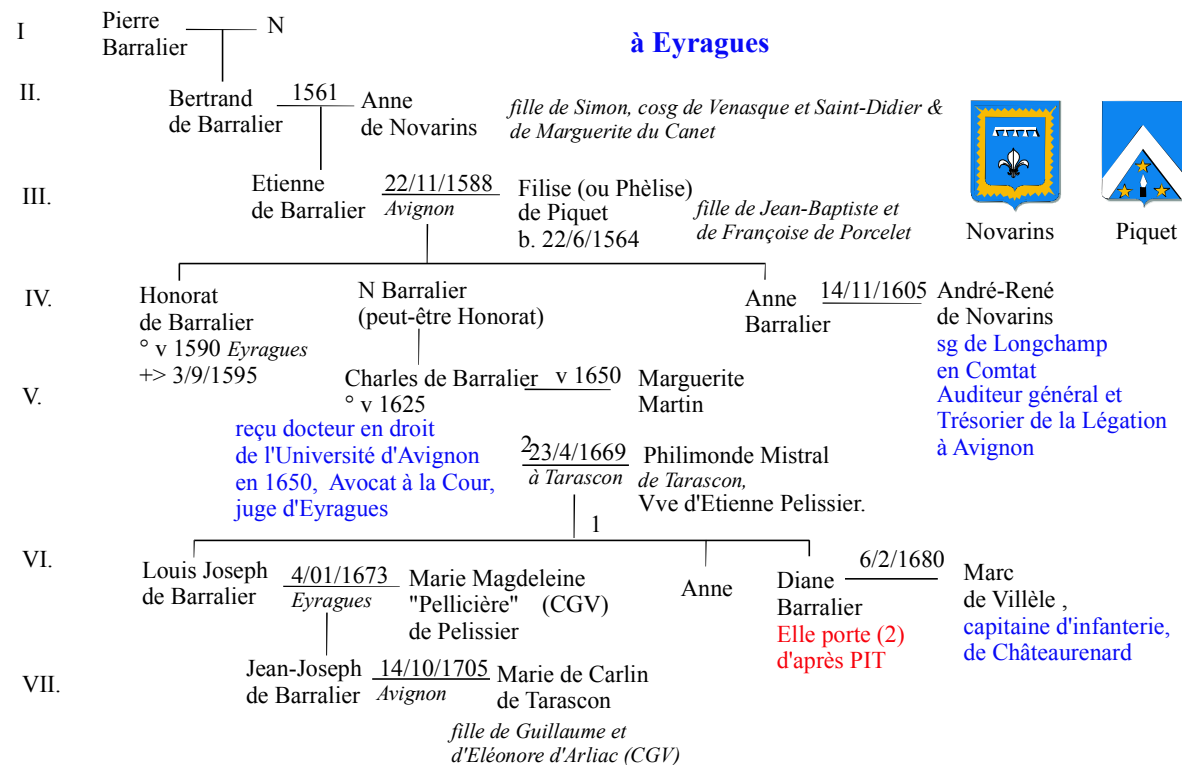 I
Pierre
Barralier
N
à Eyragues
II.
Bertrand
de Barralier
1561
Anne
de Novarins
fille de Simon, cosg de Venasque et Saint-Didier &
de Marguerite du Canet
III.
Etienne
de Barralier
22/11/1588
Avignon
Filise (ou Phèlise)
de Piquet
b. 22/6/1564
fille de Jean-Baptiste et
de Françoise de Porcelet
Novarins
Piquet
IV.
Honorat
de Barralier
° v 1590 Eyragues
+> 3/9/1595
N Barralier
(peut-être Honorat)
Anne
Barralier
14/11/1605
André-René
de Novarins
sg de Longchamp
en Comtat
Auditeur général et
Trésorier de la Légation
à Avignon
V.
Charles de Barralier
° v 1625
v 1650
Marguerite
Martin
reçu docteur en droit
de l'Université d'Avignon
en 1650, Avocat à la Cour,
juge d'Eyragues
2
23/4/1669
à Tarascon
Philimonde Mistral
de Tarascon,
Vve d'Etienne Pelissier.
1
VI.
Louis Joseph
de Barralier
4/01/1673
Eyragues
Marie Magdeleine
"Pellicière" (CGV)
de Pelissier
Anne
Diane
Barralier
Elle porte (2)
d'après PIT
6/2/1680
Marc
de Villèle ,
capitaine d'infanterie,
de Châteaurenard
VII.
Jean-Joseph
de Barralier
14/10/1705
Avignon
Marie de Carlin
de Tarascon
fille de Guillaume et
d'Eléonore d'Arliac (CGV)